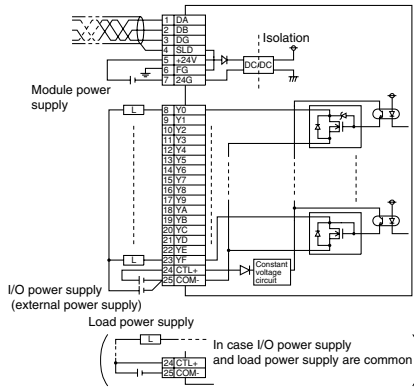 1 DA
2 DB
3 DG
4 SLD
5 +24V
6 FG
7 24G
Isolation
DC/DC
Module power
supply
L
8 Y0
9 Y1
10 Y2
11 Y3
12 Y4
13 Y5
14 Y6
15 Y7
16 Y8
17 Y9
18 YA
19 YB
20 YC
21 YD
22 YE
L
23 YF
24 CTL+
25 COM-
Constant
voltage
circuit
I/O power supply
(external power supply)
Load power supply
L
24 CTL+
25 COM-
In case I/O power supply
and load power supply are common